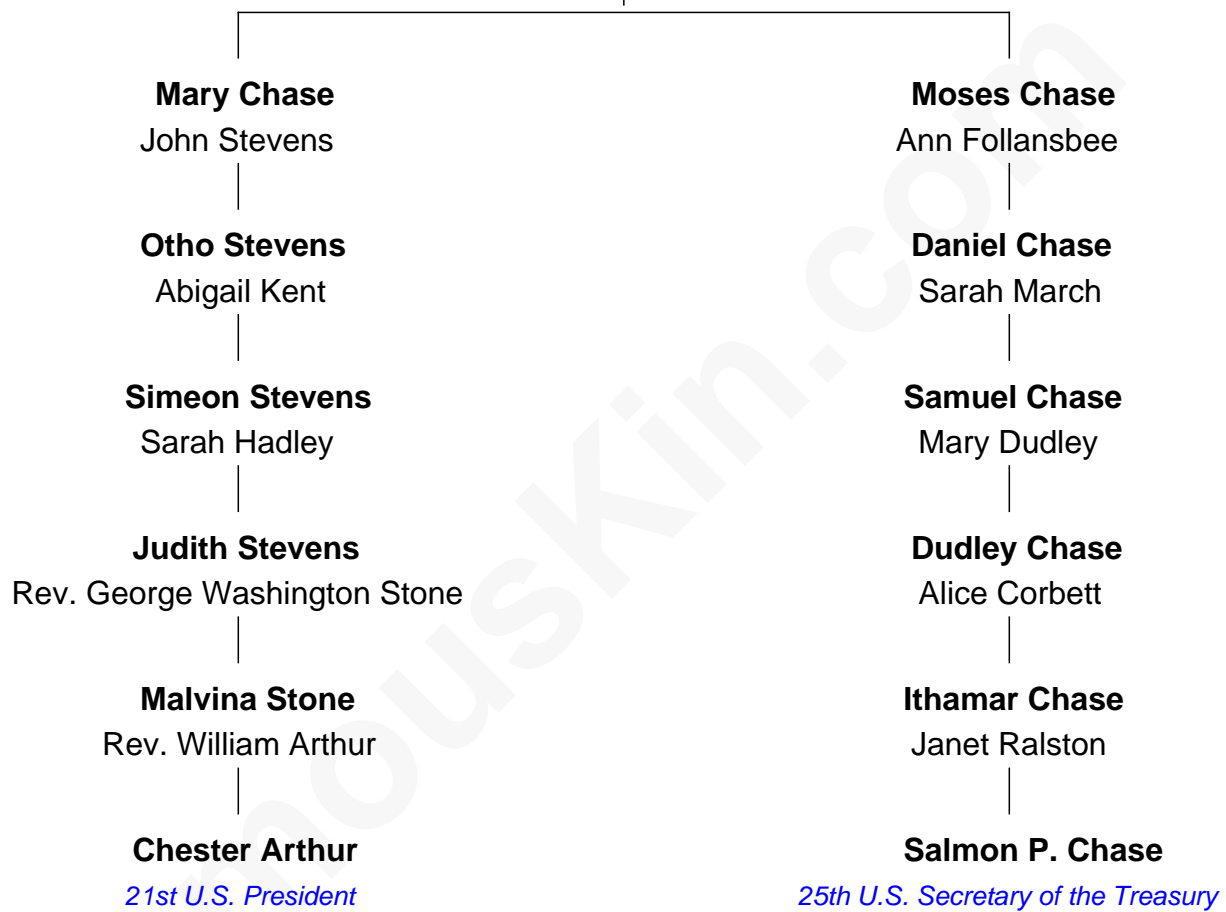 Mary Chase
John Stevens
Otho Stevens
Abigail Kent
Simeon Stevens
Sarah Hadley
Judith Stevens
Rev. George Washington Stone
Malvina Stone
Rev. William Arthur
Chester Arthur
21st U.S. President
Moses Chase
Ann Follansbee
Daniel Chase
Sarah March
Samuel Chase
Mary Dudley
Dudley Chase
Alice Corbett
Ithamar Chase
Janet Ralston
Salmon P. Chase
25th U.S. Secretary of the Treasury
mousKin.com